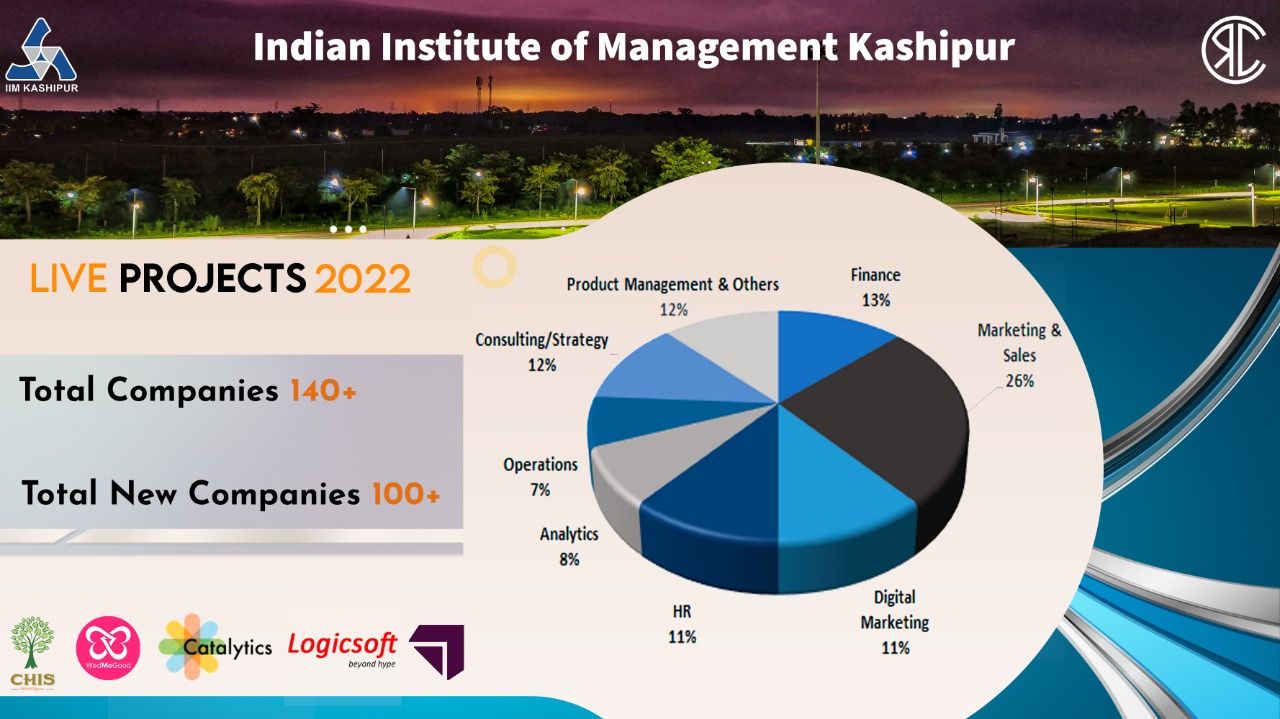 Indian Institute of Management Kashipur
IIM KASHIPUR
LIVE PROJECTS 2022
Total Companies 140+
Total New Companies 100+
Product Management & Others
12%
Finance
13%
Marketing &
Sales
26%
Consulting/Strategy
12%
Operations
7%
Analytics
8%
HR
11%
Digital
Marketing
11%
CHIS
WedMeGood
Catalytics
Logicsoft
beyond hype